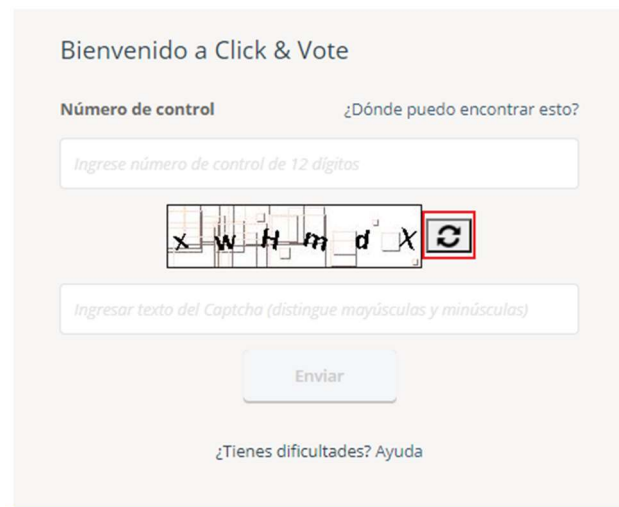 Bienvenido a Click & Vote
Número de control ¿Dónde puedo encontrar esto?
Ingrese número de control de 12 dígitos
x w H m d X
Ingresar texto del Captcha (distingue mayúsculas y minúsculas)
Enviar
¿Tienes dificultades? Ayuda